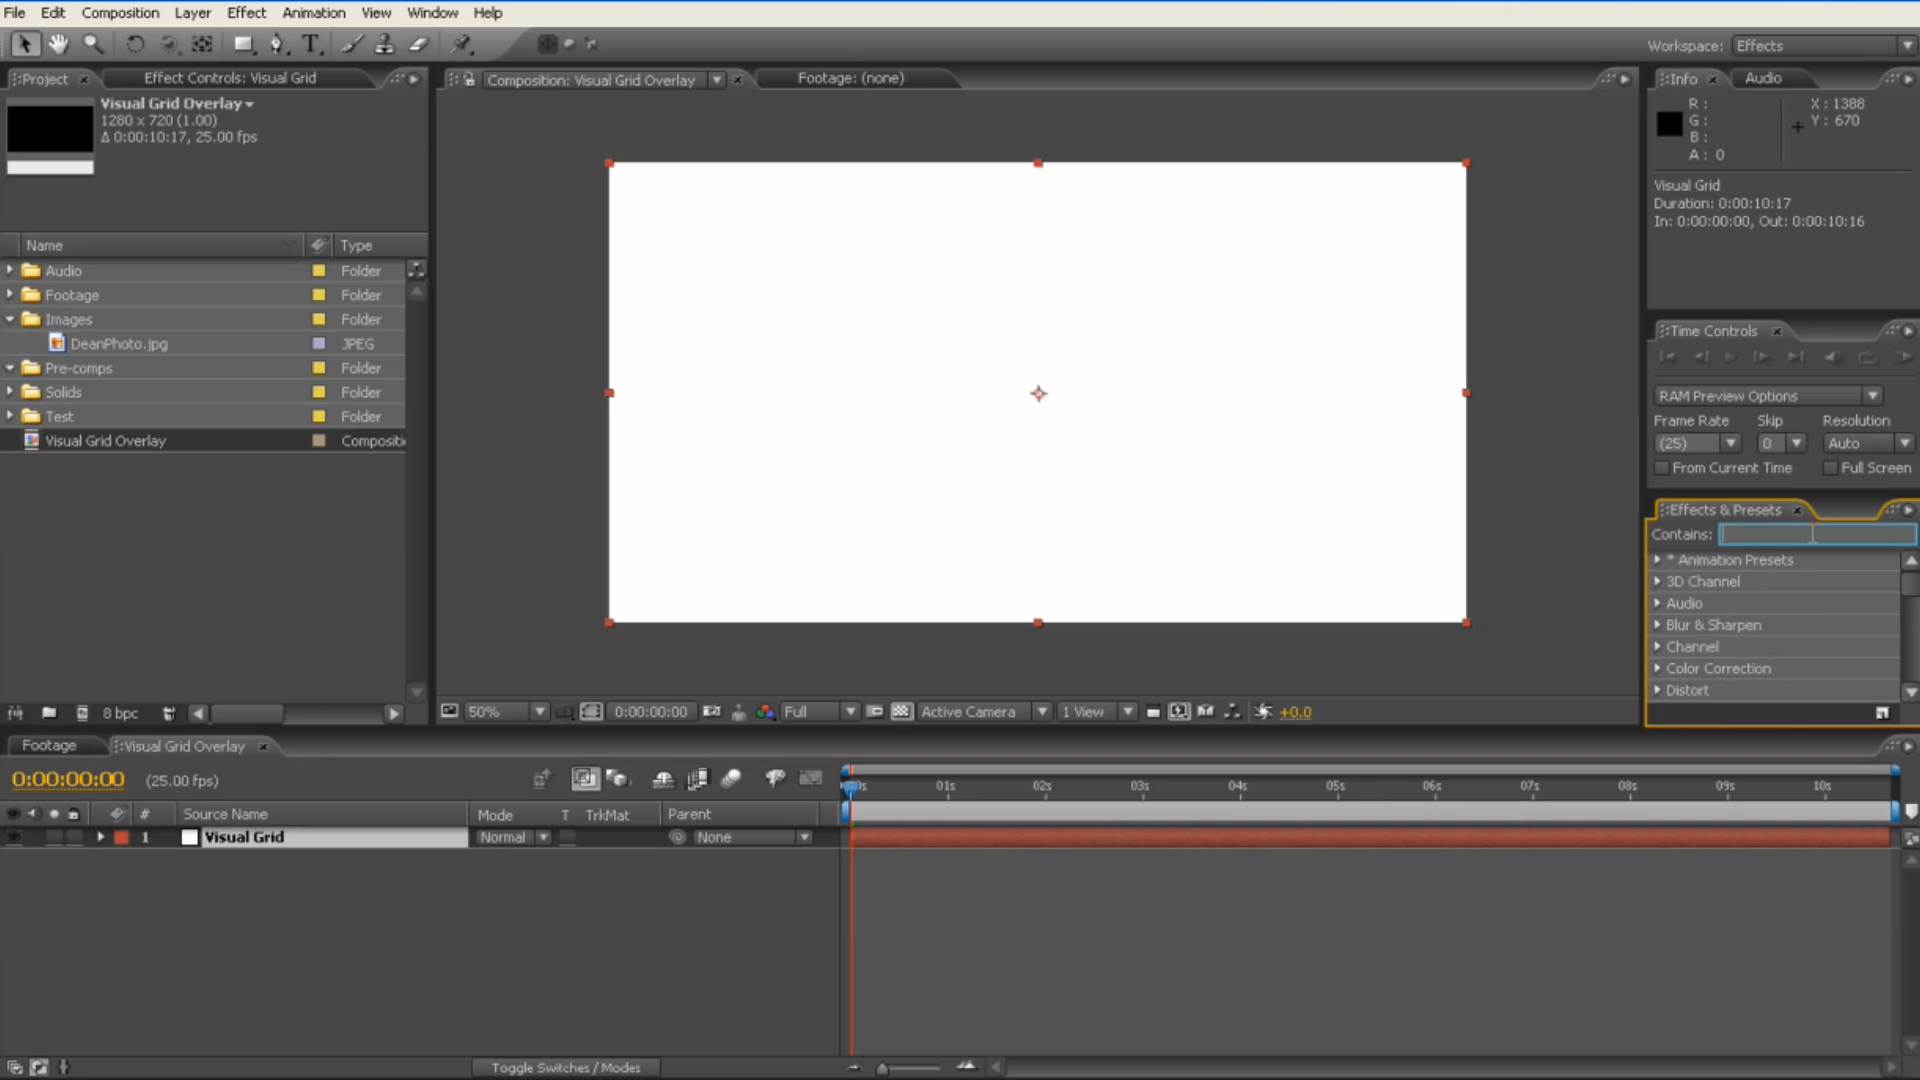 File Edit Composition Layer Effect Animation View Window Help
Workspace: Effects
Project
Effect Controls: Visual Grid
Composition: Visual Grid Overlay
Footage: (none)
Info
Audio
Visual Grid Overlay
1280 x 720 (1.00)
Δ 0:00:10:17, 25.00 fps
R :
G :
B :
A : 0
X : 1388
Y : 670
Visual Grid
Duration: 0:00:10:17
In: 0:00:00:00, Out: 0:00:10:16
Name Type
Audio Folder
Footage Folder
Images Folder
DeanPhoto.jpg JPEG
Pre-comps Folder
Solids Folder
Test Folder
Visual Grid Overlay Compositi
Time Controls
RAM Preview Options
Frame Rate Skip Resolution
(25) 0 Auto
From Current Time Full Screen
Effects & Presets
Contains:
* Animation Presets
3D Channel
Audio
Blur & Sharpen
Channel
Color Correction
Distort
8 bpc
50% 0:00:00:00 Full Active Camera 1 View +0.0
Footage
Visual Grid Overlay
0:00:00:00 (25.00 fps)
01s 02s 03s 04s 05s 06s 07s 08s 09s 10s
# Source Name Mode T TrkMat Parent
1 Visual Grid Normal None
Toggle Switches / Modes